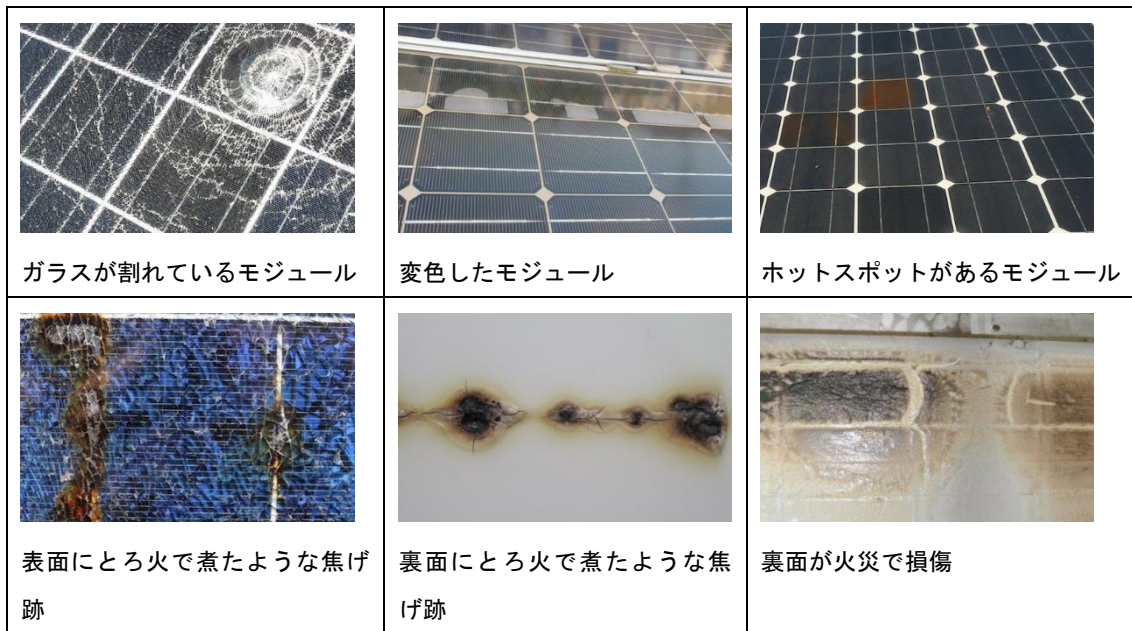 ガラスが割れているモジュール
変色したモジュール
ホットスポットがあるモジュール
表面にとろ火で煮たような焦げ
跡
裏面にとろ火で煮たような焦
げ跡
裏面が火災で損傷